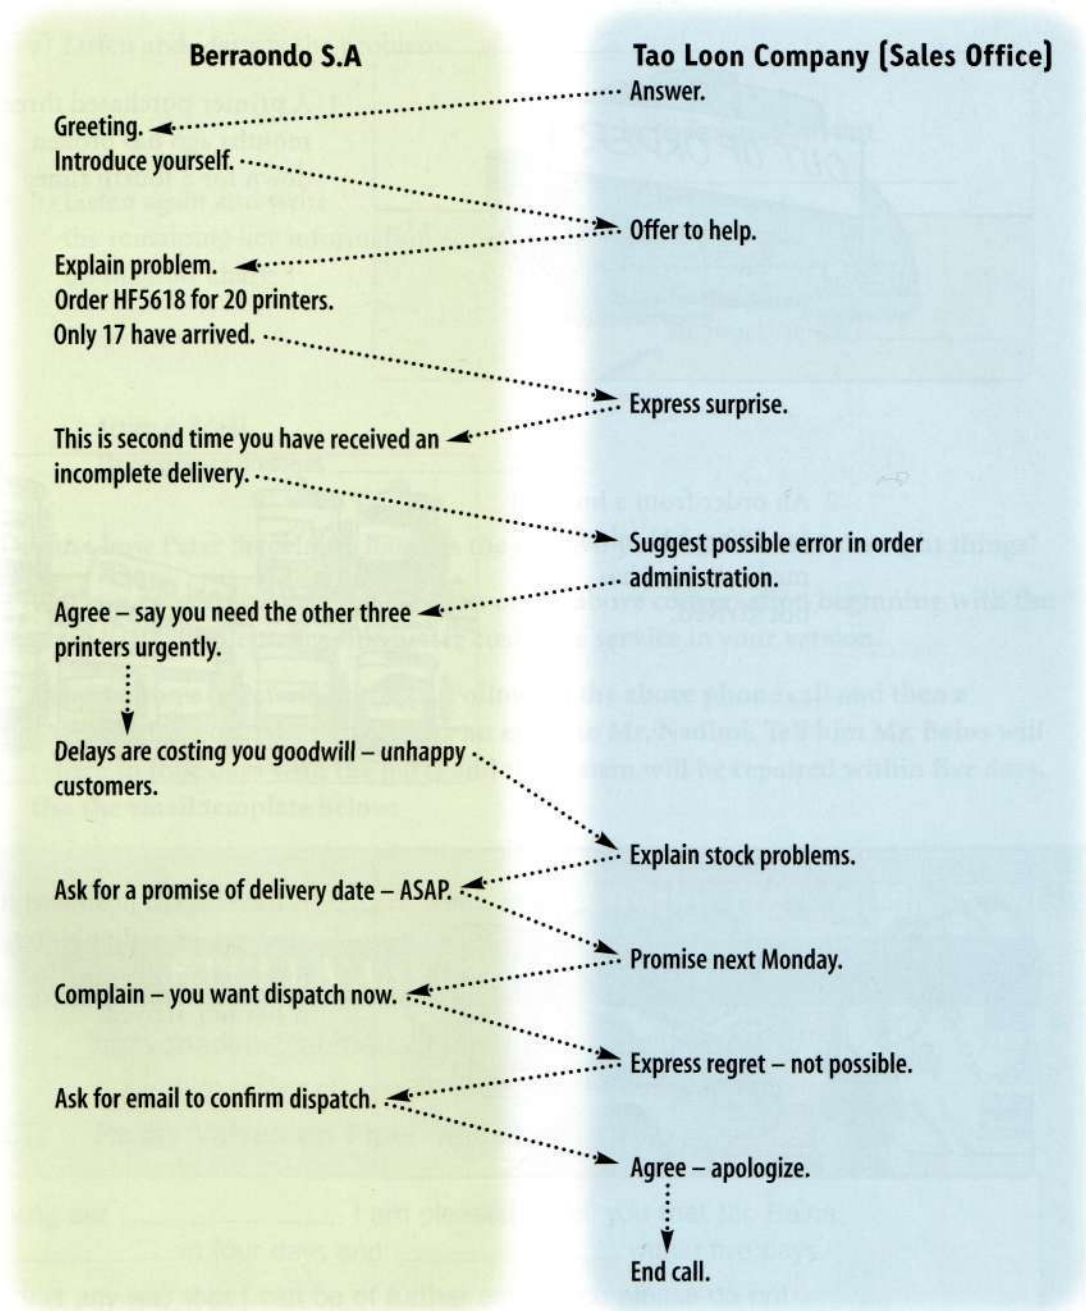 Berraondo S.A
Tao Loon Company (Sales Office)
Answer.
Greeting.
Introduce yourself.
Offer to help.
Explain problem.
Order HF5618 for 20 printers.
Only 17 have arrived.
Express surprise.
This is second time you have received an
incomplete delivery.
Suggest possible error in order
administration.
Agree – say you need the other three
printers urgently.
Delays are costing you goodwill – unhappy
customers.
Explain stock problems.
Ask for a promise of delivery date – ASAP.
Promise next Monday.
Complain – you want dispatch now.
Express regret – not possible.
Ask for email to confirm dispatch.
Agree – apologize.
End call.